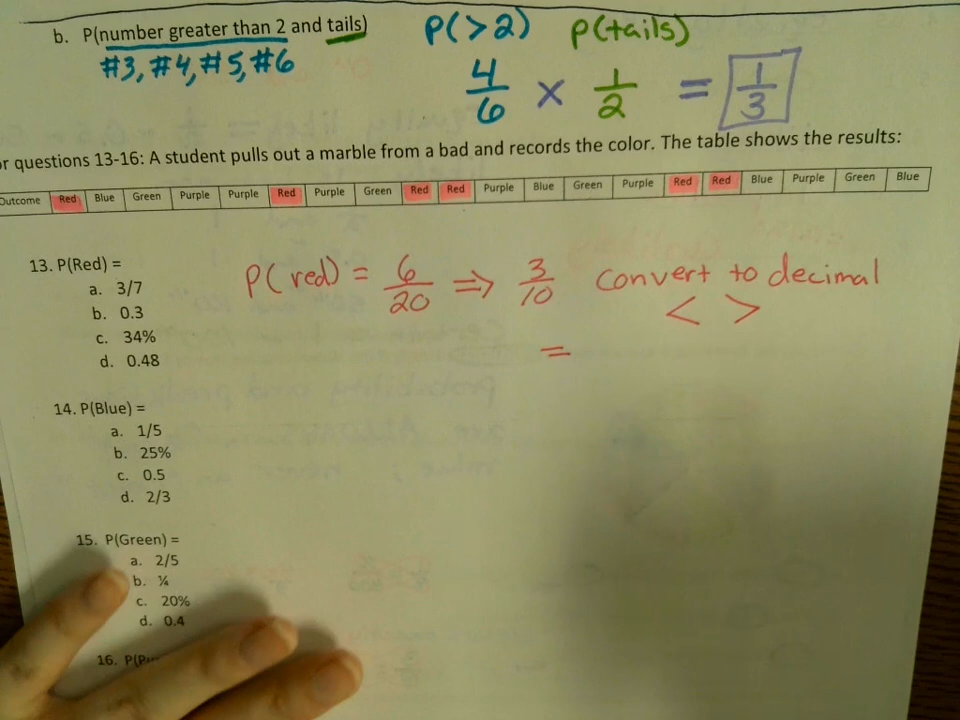 b. P(number greater than 2 and tails) P(>2) P(tails)
#3, #4, #5, #6 4/6 x 1/2 = 1/3
or questions 13-16: A student pulls out a marble from a bad and records the color. The table shows the results:
Outcome Red Blue Green Purple Purple Red Purple Green Red Red Purple Blue Green Purple Red Red Blue Purple Green Blue
13. P(Red) = P(red) = 6/20 => 3/10 convert to decimal
a. 3/7 < >
b. 0.3
c. 34% =
d. 0.48
14. P(Blue) =
a. 1/5
b. 25%
c. 0.5
d. 2/3
15. P(Green) =
a. 2/5
b. ¼
c. 20%
d. 0.4
16.